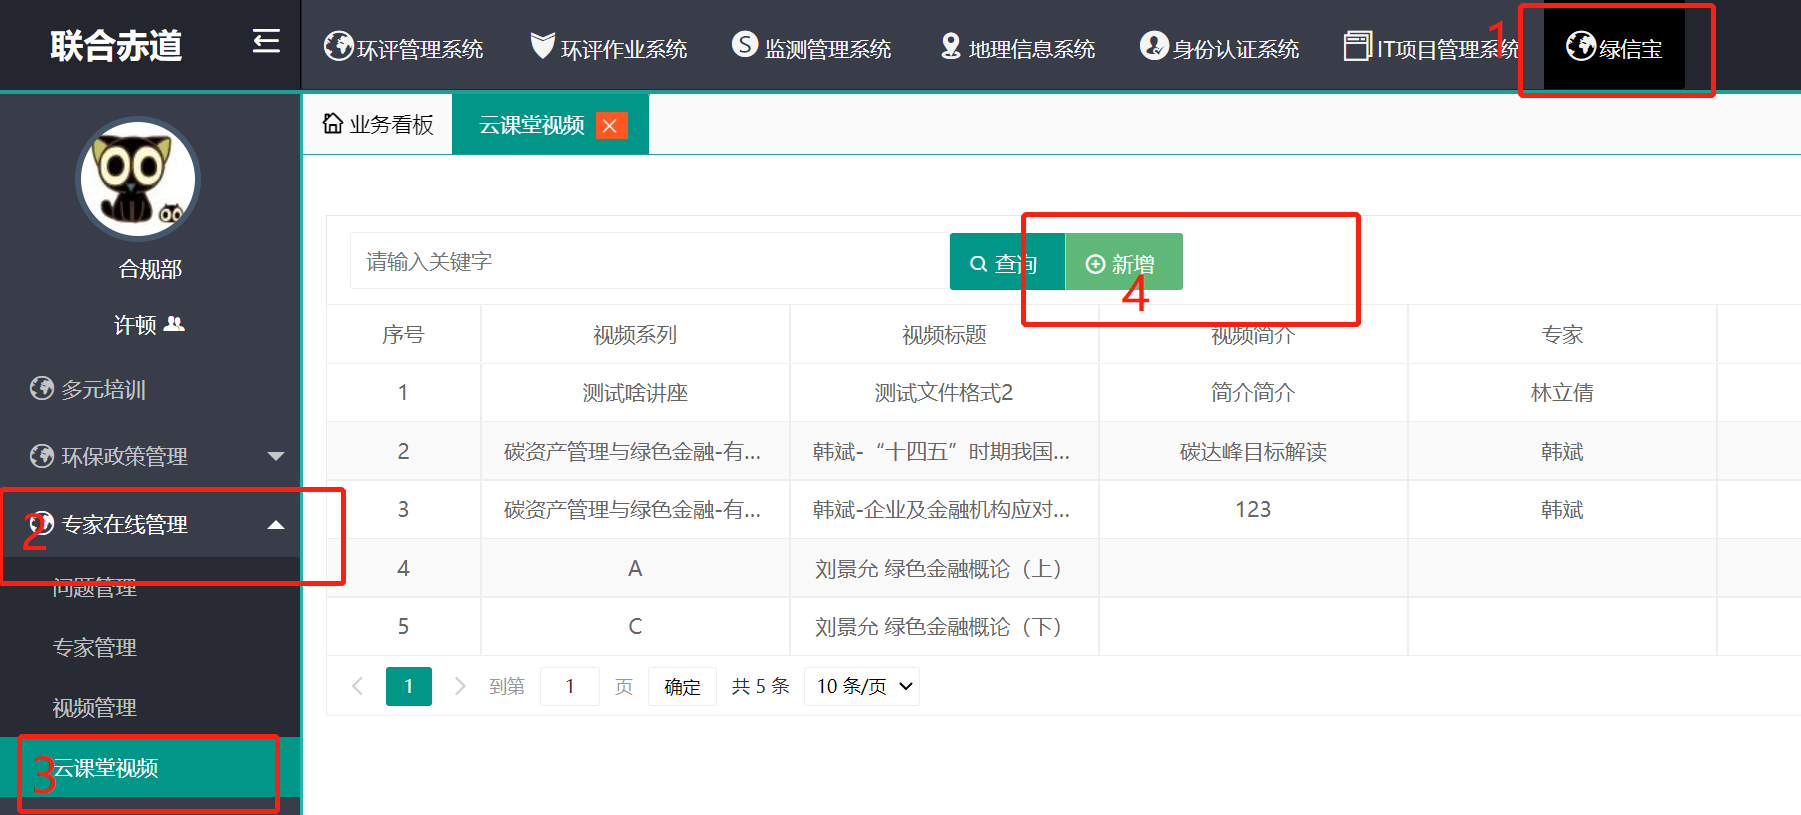 联合赤道
环评管理系统 环评作业系统 监测管理系统 地理信息系统 身份认证系统 IT项目管理系统 1 绿信宝
业务看板 云课堂视频
合规部
许顿
多元培训
环保政策管理
2 专家在线管理
问题管理
专家管理
视频管理
3 云课堂视频
请输入关键字 查询 新增
4
序号 视频系列 视频标题 视频简介 专家
1 测试啥讲座 测试文件格式2 简介简介 林立倩
2 碳资产管理与绿色金融-有... 韩斌-“十四五”时期我国... 碳达峰目标解读 韩斌
3 碳资产管理与绿色金融-有... 韩斌-企业及金融机构应对... 123 韩斌
4 A 刘景允 绿色金融概论（上）
5 C 刘景允 绿色金融概论（下）
1 到第 1 页 确定 共 5 条 10 条/页